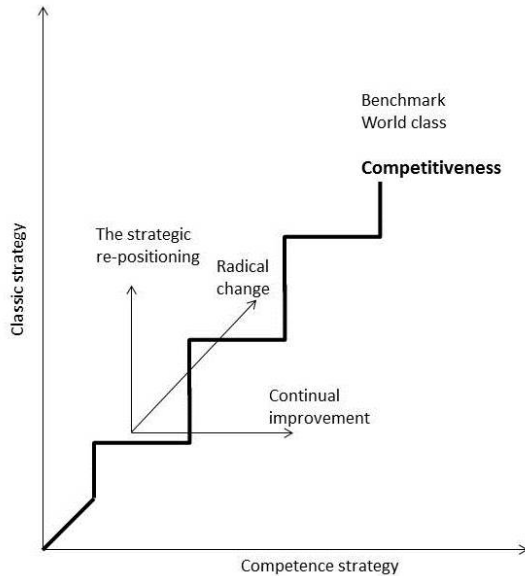 Benchmark
World class
Competitiveness
The strategic
re-positioning
Radical
change
Continual
improvement
Classic strategy
Competence strategy